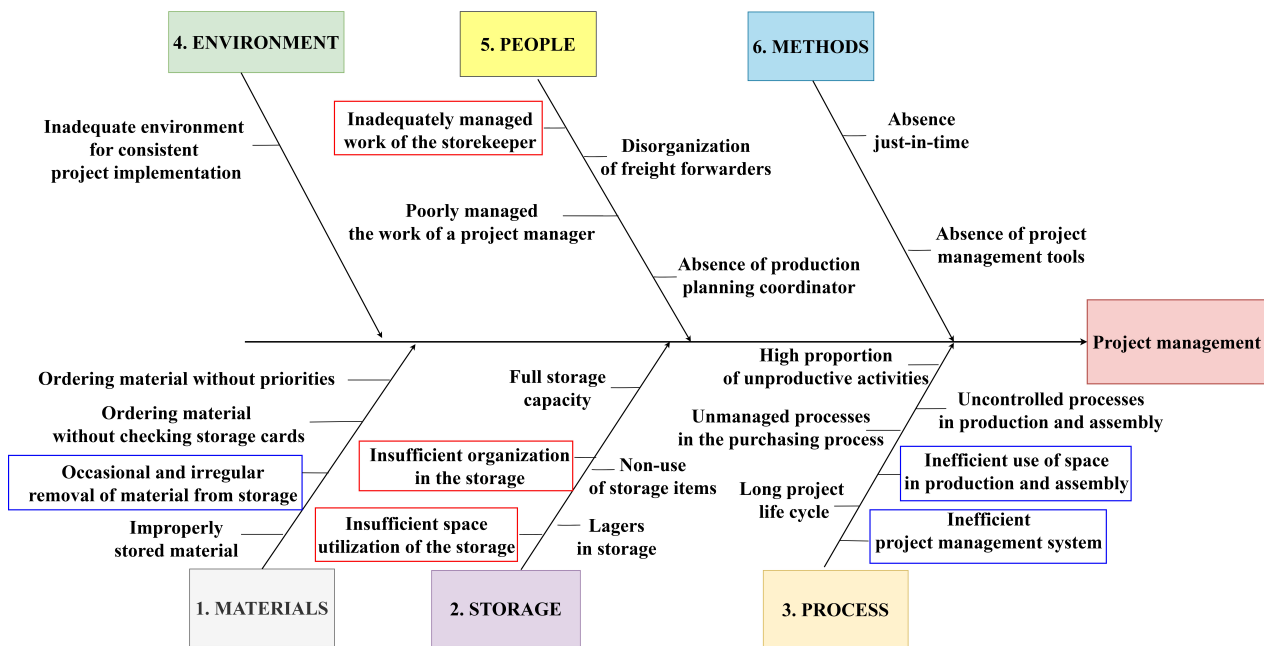 4. ENVIRONMENT
5. PEOPLE
6. METHODS
Inadequate environment
for consistent
project implementation
Inadequately managed
work of the storekeeper
Disorganization
of freight forwarders
Poorly managed
the work of a project manager
Absence of production
planning coordinator
Absence
just-in-time
Absence of project
management tools
Project management
Ordering material without priorities
Ordering material
without checking storage cards
Occasional and irregular
removal of material from storage
Improperly
stored material
Full storage
capacity
Insufficient organization
in the storage
Non-use
of storage items
Insufficient space
utilization of the storage
Lagers
in storage
High proportion
of unproductive activities
Uncontrolled processes
in production and assembly
Unmanaged processes
in the purchasing process
Inefficient use of space
in production and assembly
Long project
life cycle
Inefficient
project management system
1. MATERIALS
2. STORAGE
3. PROCESS